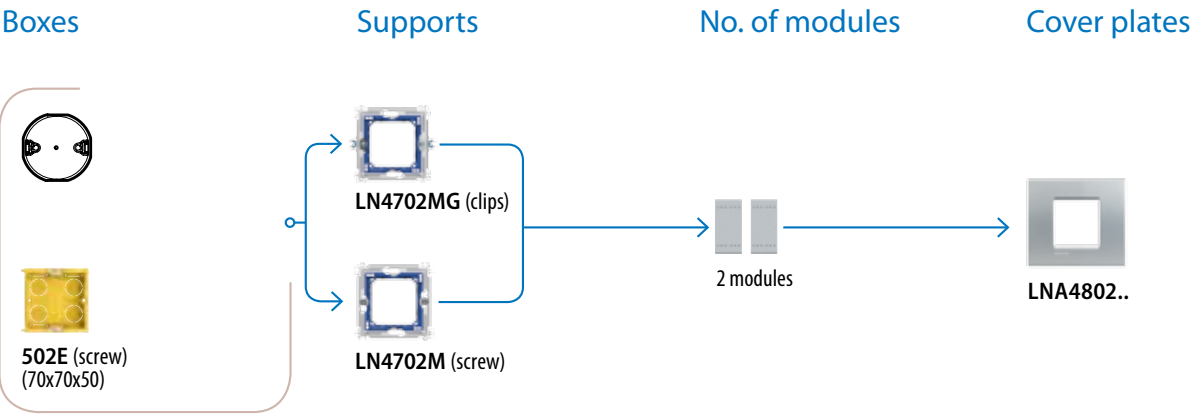 Boxes
Supports
No. of modules
Cover plates
LN4702MG (clips)
2 modules
LNA4802..
502E (screw)
(70x70x50)
LN4702M (screw)